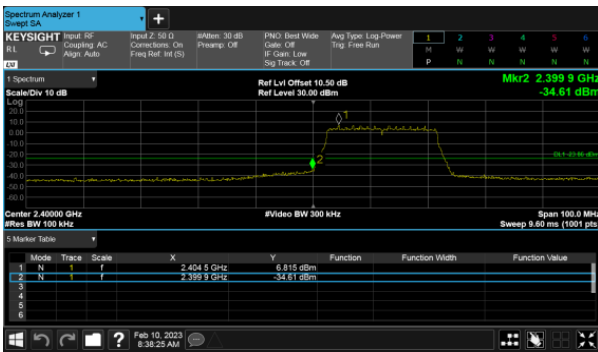 Spectrum Analyzer 1
Swept SA
+
KEYSIGHT Input: RF Input Z: 50 Ω #Atten: 30 dB PNO: Best Wide Avg Type: Log-Power 1 2 3 4 5 6
RL Coupling: AC Corrections: On Preamp: Off Gate: Off Trig: Free Run M W W W W W
Align: Auto Freq Ref: Int (S) IF Gain: Low P N N N N N
LXI Sig Track: Off
1 Spectrum Ref Lvl Offset 10.50 dB Mkr2 2.399 9 GHz
Scale/Div 10 dB Ref Level 30.00 dBm -34.61 dBm
Log
20.0
10.0
0.00
-10.0
-20.0
-30.0
-40.0
-50.0
-60.0
1
2
Center 2.40000 GHz #Video BW 300 kHz Span 100.0 MHz
#Res BW 100 kHz Sweep 9.60 ms (1001 pts)
5 Marker Table
Mode Trace Scale X Y Function Function Width Function Value
1 N 1 f 2.404 5 GHz 6.815 dBm
2 N 1 f 2.399 9 GHz -34.61 dBm
3
4
5
6
? Feb 10, 2023
8:38:25 AM